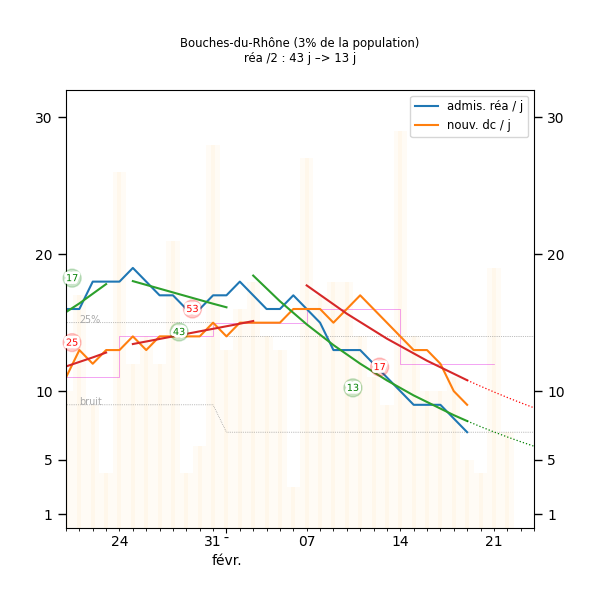 Bouches-du-Rhône (3% de la population)
réa /2 : 43 j –> 13 j
admis. réa / j
nouv. dc / j
30 30
20 20
10 10
5 5
1 1
17
25%
53
43
25
17
13
bruit
24 31 - 07 14 21
févr.